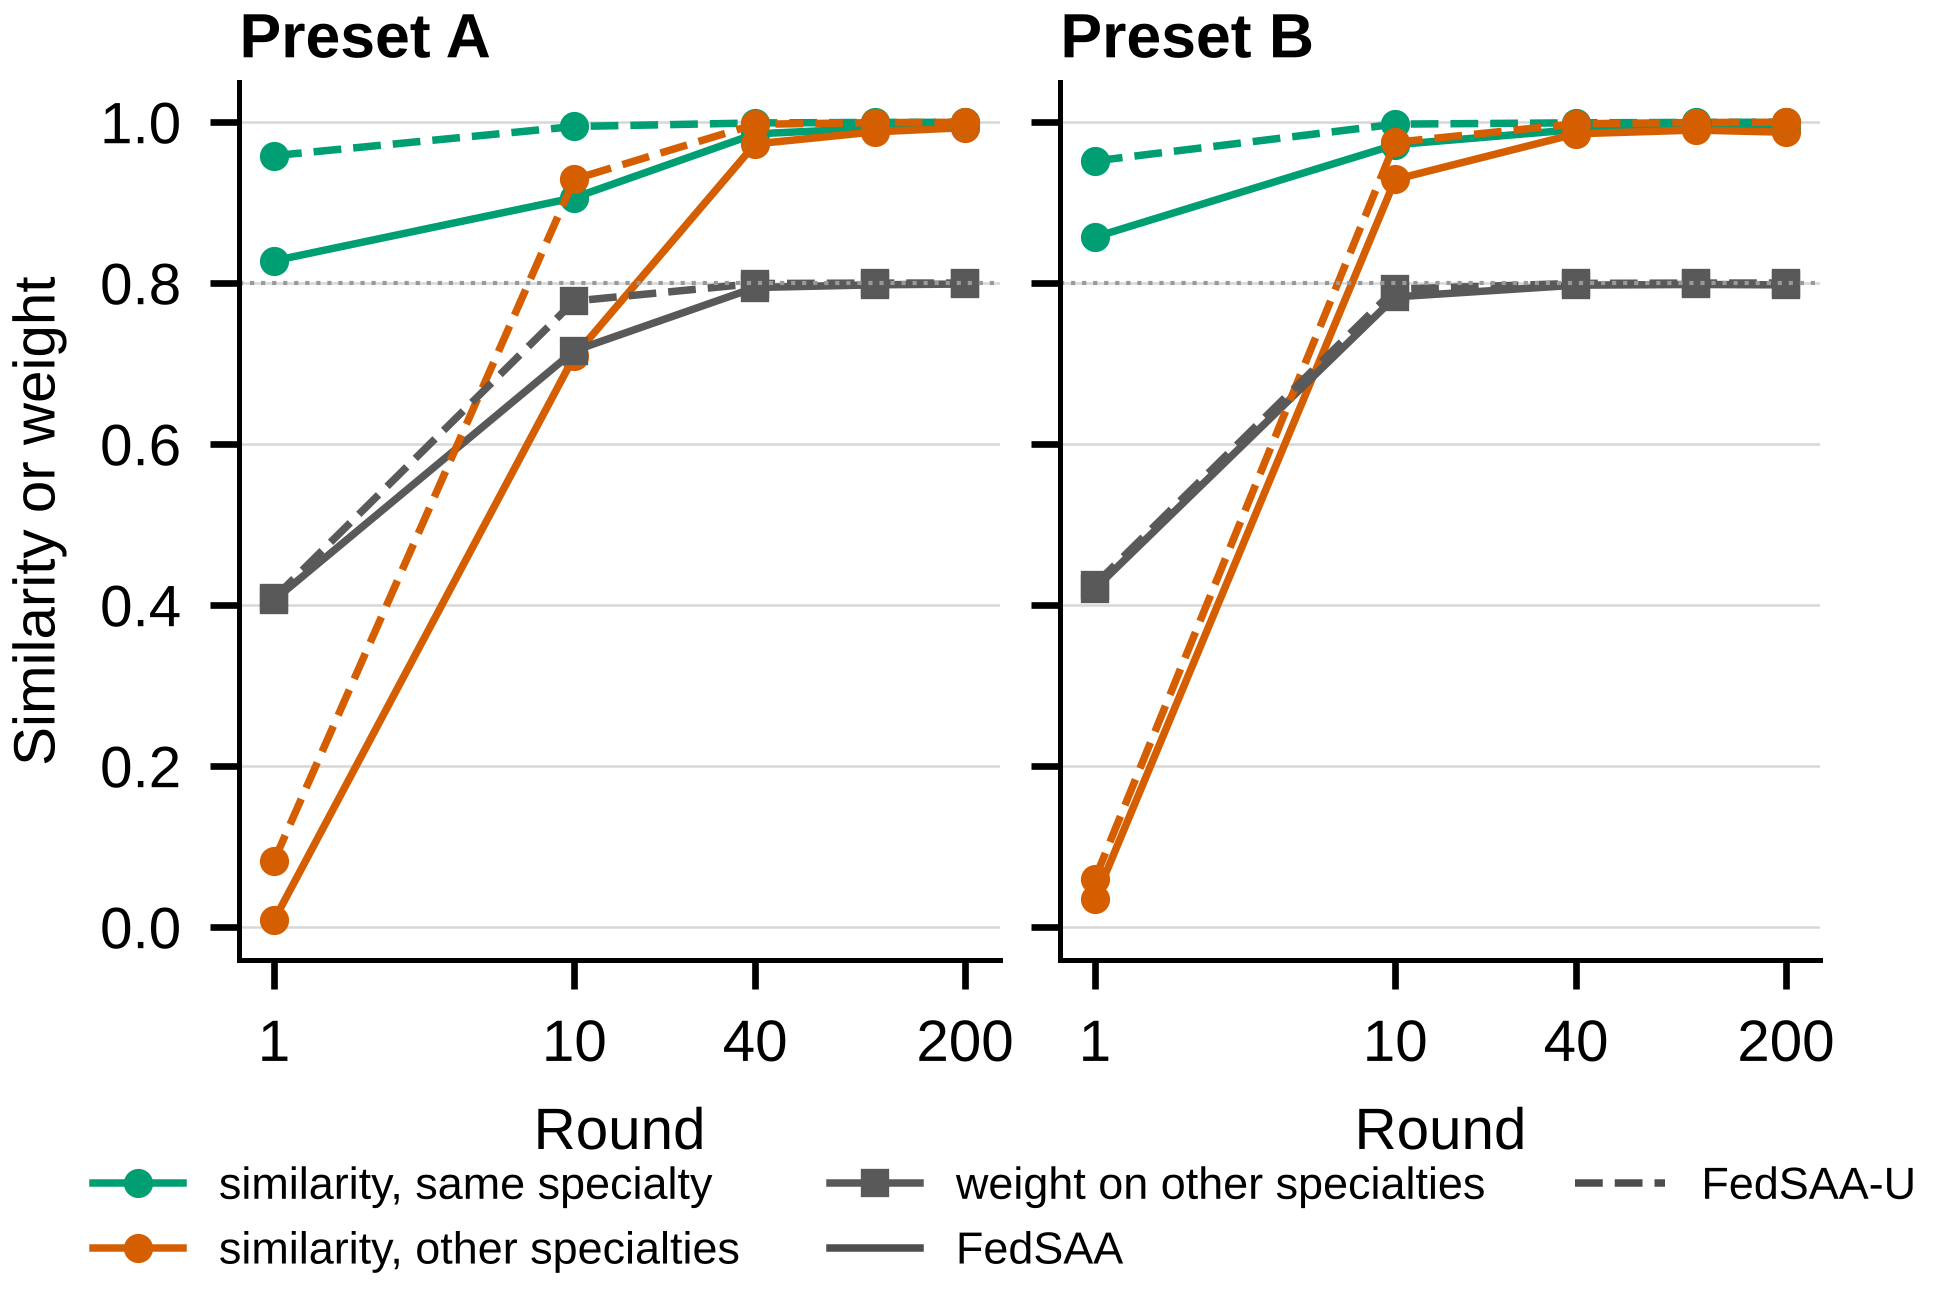 Preset A
Preset B
Similarity or weight
1.0
0.8
0.6
0.4
0.2
0.0
1 10 40 200
1 10 40 200
Round
Round
similarity, same specialty
weight on other specialties
FedSAA-U
similarity, other specialties
FedSAA